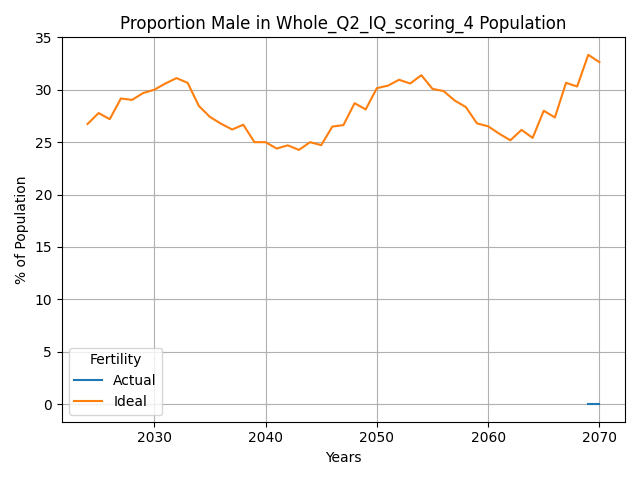 Proportion Male in Whole_Q2_IQ_scoring_4 Population
% of Population
35
30
25
20
15
10
5
0
Fertility
Actual
Ideal
2030 2040 2050 2060 2070
Years